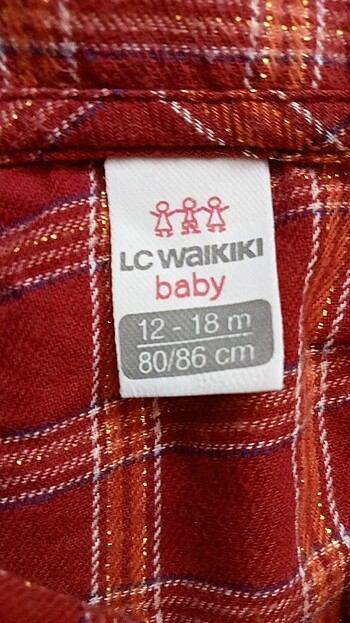 LC WAIKIKI
baby
12 - 18 m
80/86 cm